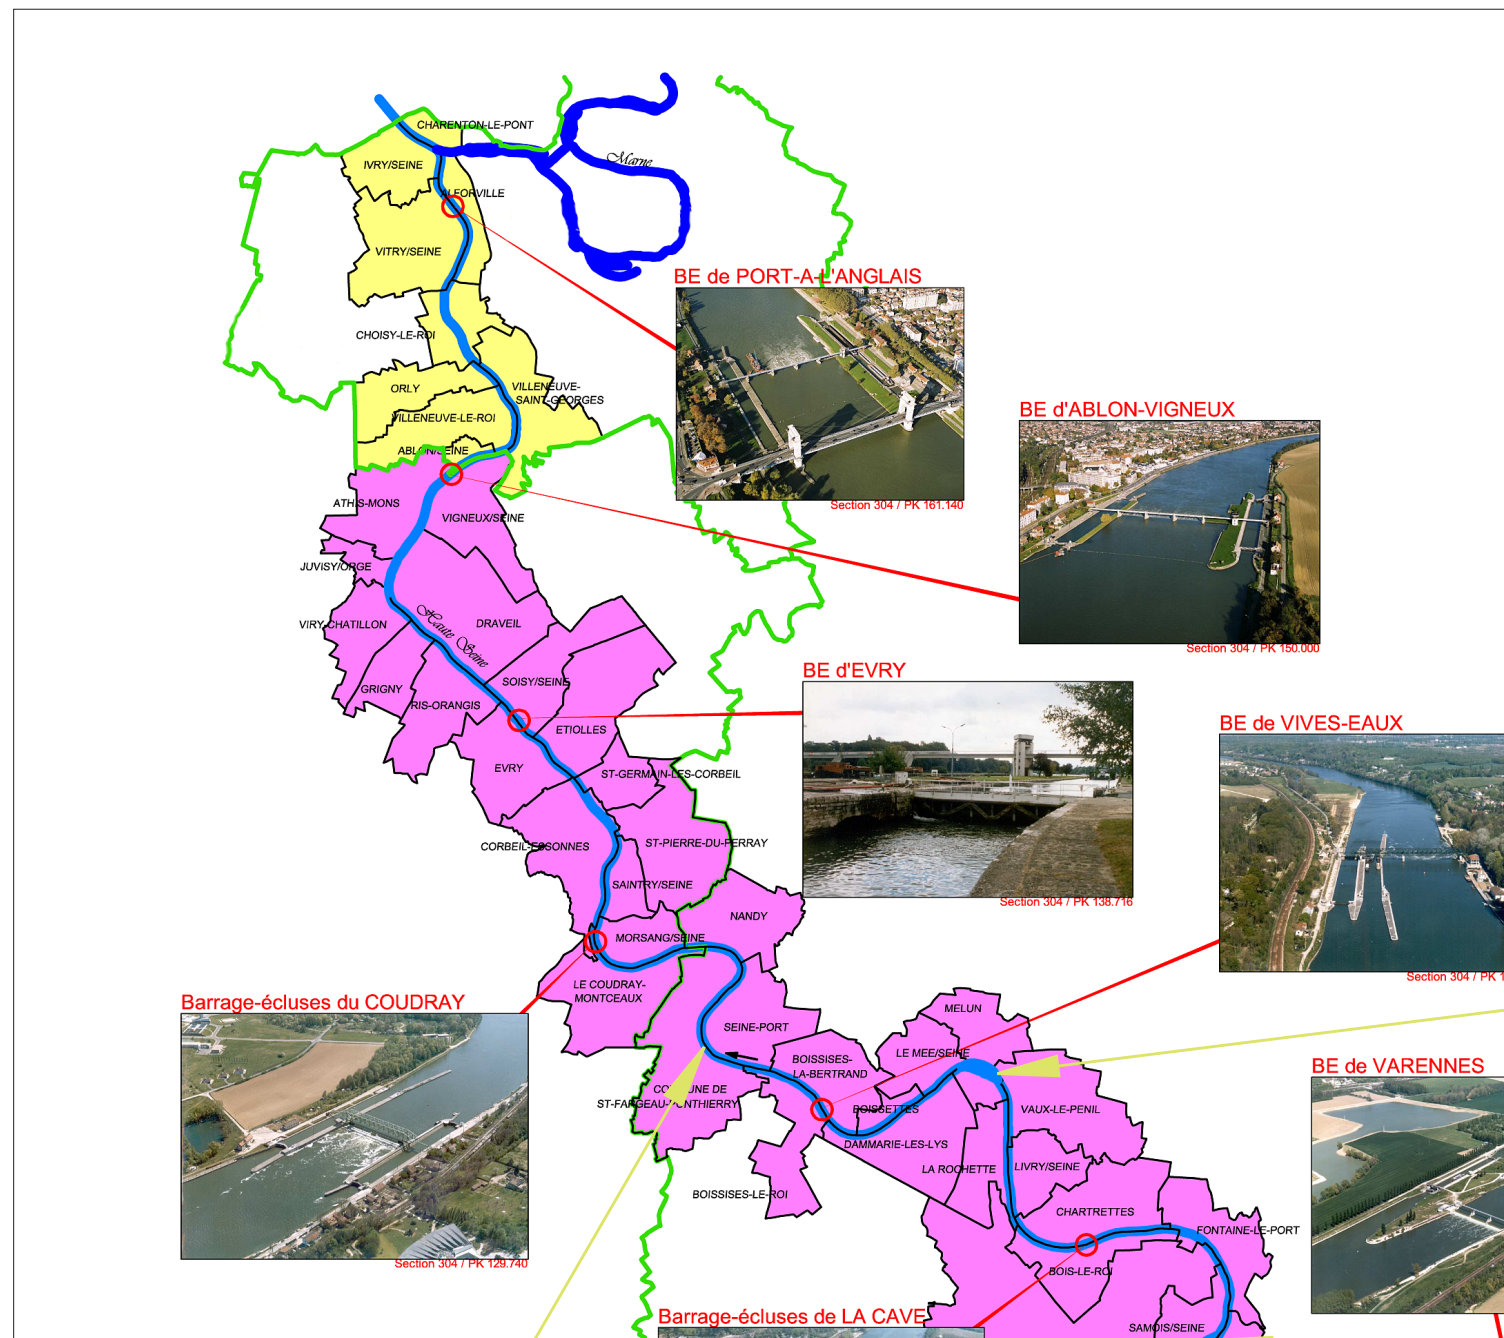 CHARENTON-LE-PONT
Marne
IVRY/SEINE
ALFORVILLE
VITRY/SEINE
BE de PORT-A-L'ANGLAIS
CHOISY-LE-ROI
ORLY
VILLENEUVE-
SAINT-GEORGES
VILLENEUVE-LE-ROI
BE d'ABLON-VIGNEUX
ABLON/SEINE
ATHIS-MONS
Section 304 / PK 161.140
VIGNEUX/SEINE
JUVISY/ORGE
VIRY-CHATILLON
Haute Seine
DRAVEIL
Section 304 / PK 150.000
BE d'EVRY
SOISY/SEINE
GRIGNY
RIS-ORANGIS
BE de VIVES-EAUX
ETIOLLES
EVRY
ST-GERMAIN-LES-CORBEIL
CORBEIL-ESSONNES
ST-PIERRE-DU-PERRAY
SAINTRY/SEINE
Section 304 / PK 138.716
NANDY
MORSANG/SEINE
Section 304 / PK 1
LE COUDRAY-
MONTCEAUX
Barrage-écluses du COUDRAY
MELUN
SEINE-PORT
LE MEE/SEINE
BOISSISES-
LA-BERTRAND
BE de VARENNES
COMMUNE DE
ST-FARGEAU-PONTHIERRY
BOISSETTES
VAUX-LE-PENIL
DAMMARIE-LES-LYS
LA ROCHETTE
LIVRY/SEINE
BOISSISES-LE-ROI
CHARTRETTES
FONTAINE-LE-PORT
Section 304 / PK 129.740
BOIS-LE-ROI
Barrage-écluses de LA CAVE
SAMOIS/SEINE